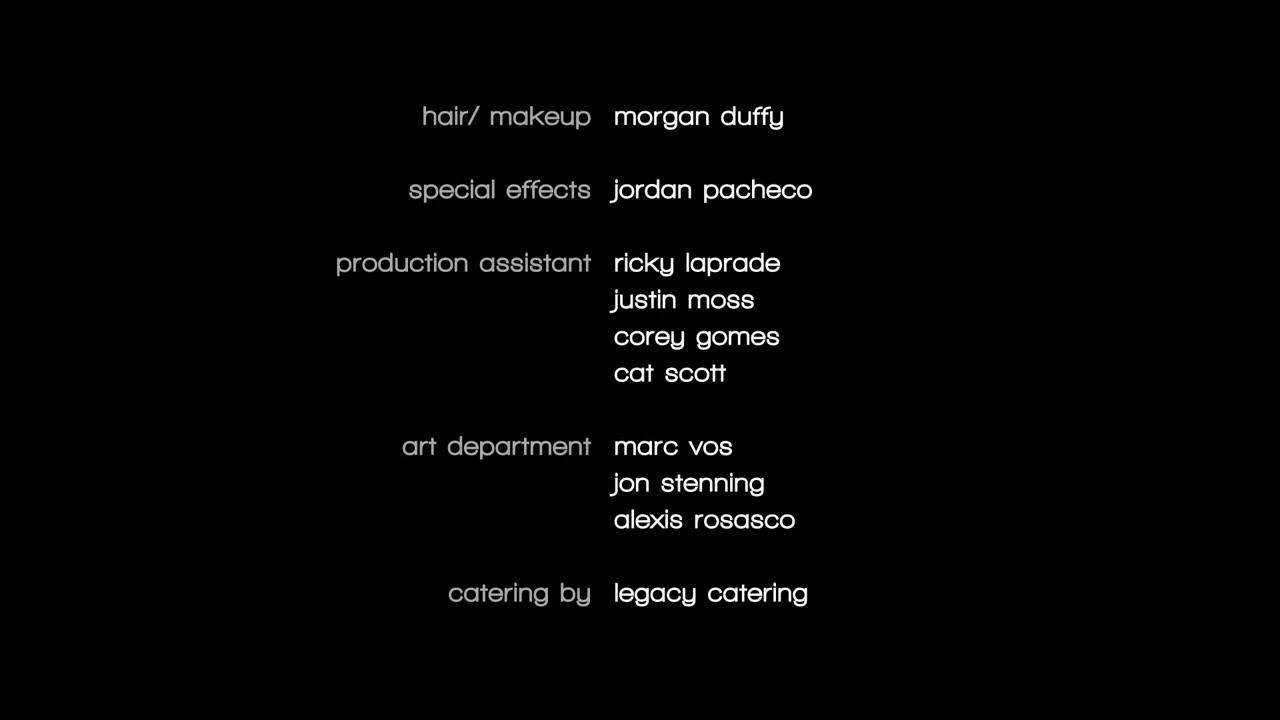 hair/ makeup morgan duffy
special effects jordan pacheco
production assistant ricky laprade
justin moss
corey gomes
cat scott
art department marc vos
jon stenning
alexis rosasco
catering by legacy catering